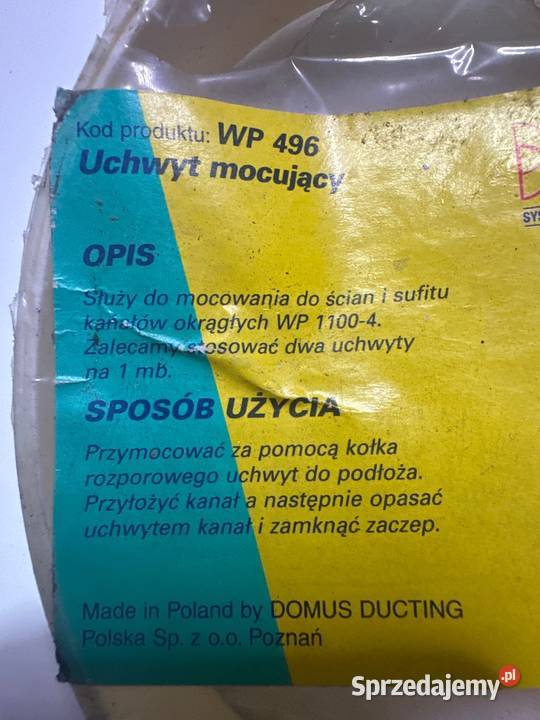 Kod produktu: WP 496
Uchwyt mocujący
OPIS
Służy do mocowania do ścian i sufitu
kanałów okrągłych WP 1100-4.
Zalecamy stosować dwa uchwyty
na 1 mb.
SPOSÓB UŻYCIA
Przymocować za pomocą kołka
rozporowego uchwyt do podłoża.
Przyłożyć kanał a następnie opasać
uchwytem kanał i zamknąć zaczep.
Made in Poland by DOMUS DUCTING
Polska Sp. z o.o. Poznań
Sprzedajemy.pl